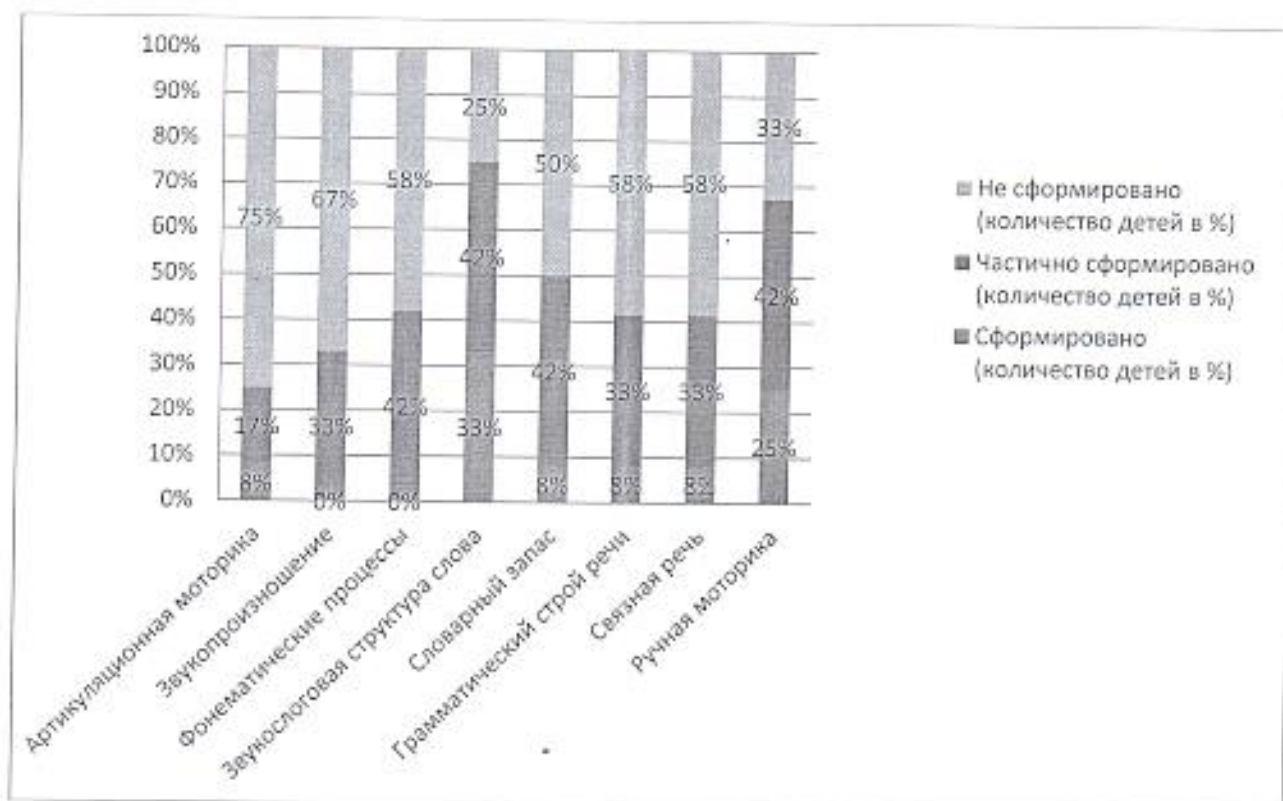 100%
90%
80%
70%
60%
50%
40%
30%
20%
10%
0%
75%
17%
8%
67%
33%
0%
58%
42%
0%
25%
42%
33%
50%
42%
8%
58%
33%
8%
58%
33%
8%
33%
42%
25%
Артикуляционная моторика
Звукопроизношение
Фонематические процессы
Звукослоговая структура слова
Словарный запас
Грамматический строй речи
Связная речь
Ручная моторика
Не сформировано
(количество детей в %)
Частично сформировано
(количество детей в %)
Сформировано
(количество детей в %)